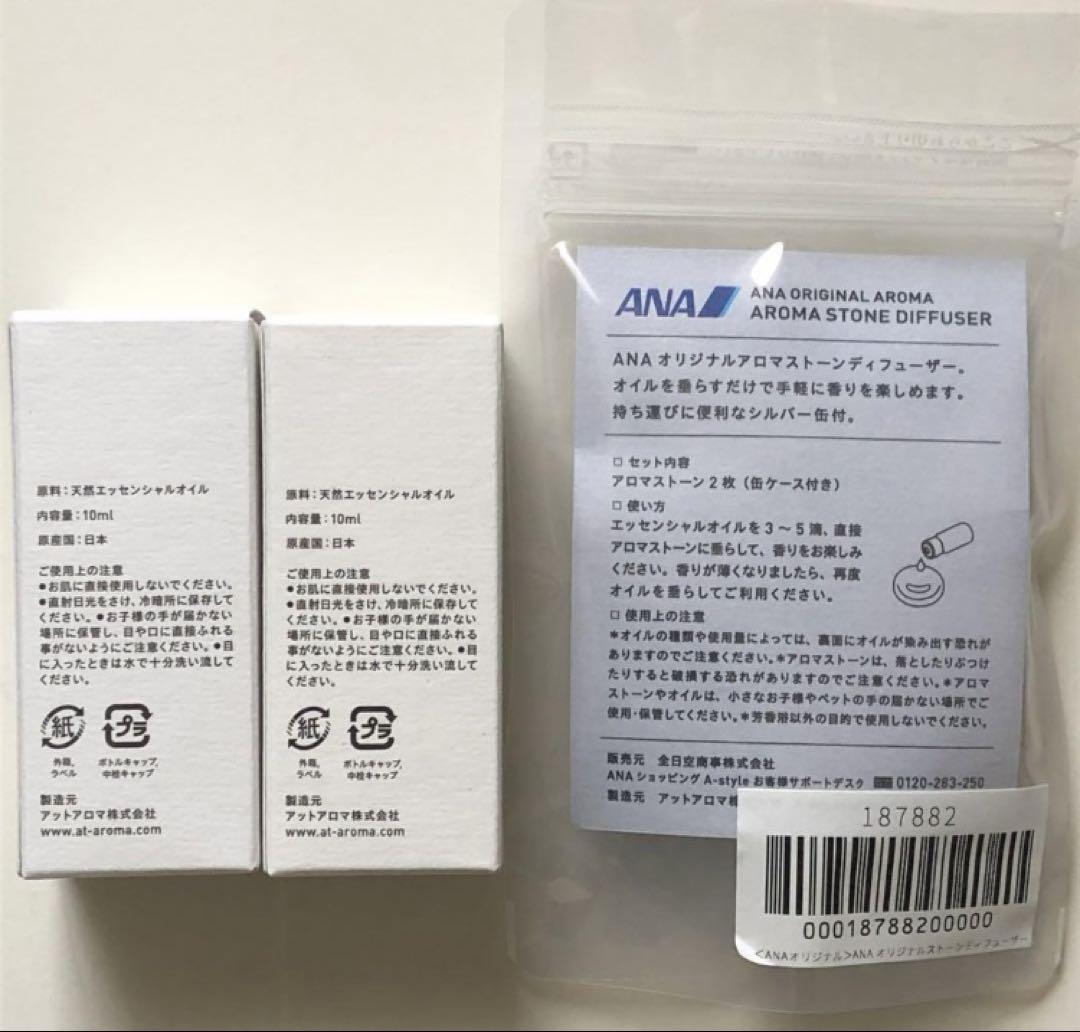 原料：天然エッセンシャルオイル
内容量：10ml
原産国：日本
ご使用上の注意
●お肌に直接使用しないでください。
●直射日光をさけ、冷暗所に保存して
ください。●お子様の手が届かない
場所に保管し、目や口に直接ふれる
事がないようにご注意ください。●目
に入ったときは水で十分洗い流して
ください。
紙
プラ
外箱、
ラベル
ボトルキャップ、
中栓キャップ
製造元
アットアロマ株式会社
www.at-aroma.com
原料：天然エッセンシャルオイル
内容量：10ml
原産国：日本
ご使用上の注意
●お肌に直接使用しないでください。
●直射日光をさけ、冷暗所に保存して
ください。●お子様の手が届かない
場所に保管し、目や口に直接ふれる
事がないようにご注意ください。●目
に入ったときは水で十分洗い流して
ください。
紙
プラ
外箱、
ラベル
ボトルキャップ、
中栓キャップ
製造元
アットアロマ株式会社
www.at-aroma.com
ANA
ANA ORIGINAL AROMA
AROMA STONE DIFFUSER
ANA オリジナルアロマストーンディフューザー。
オイルを垂らすだけで手軽に香りを楽しめます。
持ち運びに便利なシルバー缶付。
□ セット内容
アロマストーン2枚（缶ケース付き）
□ 使い方
エッセンシャルオイルを3～5滴、直接
アロマストーンに垂らして、香りをお楽しみ
ください。香りが薄くなりましたら、再度
オイルを垂らしてご利用ください。
□ 使用上の注意
＊オイルの種類や使用量によっては、裏面にオイルが染み出す恐れが
ありますのでご注意ください。＊アロマストーンは、落としたりぶつけ
たりすると破損する恐れがありますのでご注意ください。＊アロマ
ストーンやオイルは、小さなお子様やペットの手の届かない場所でご
使用・保管してください。＊芳香浴以外の目的で使用しないでください。
販売元 全日空商事株式会社
ANAショッピング A-style お客様サポートデスク 0120-283-250
製造元 アットアロマ株
187882
00018788200000
<ANAオリジナル>ANA オリジナルストーンディフューザー